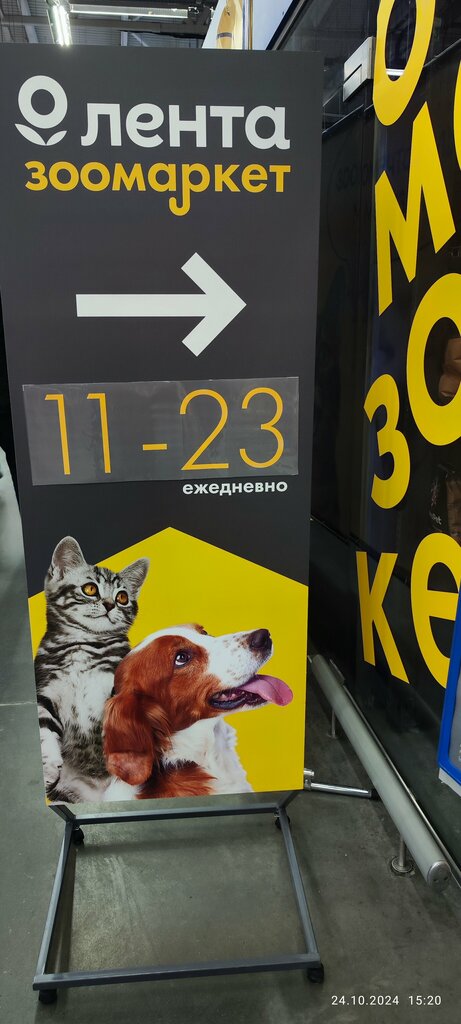 лента
зоомаркет
11-23
ежедневно
24.10.2024 15:20